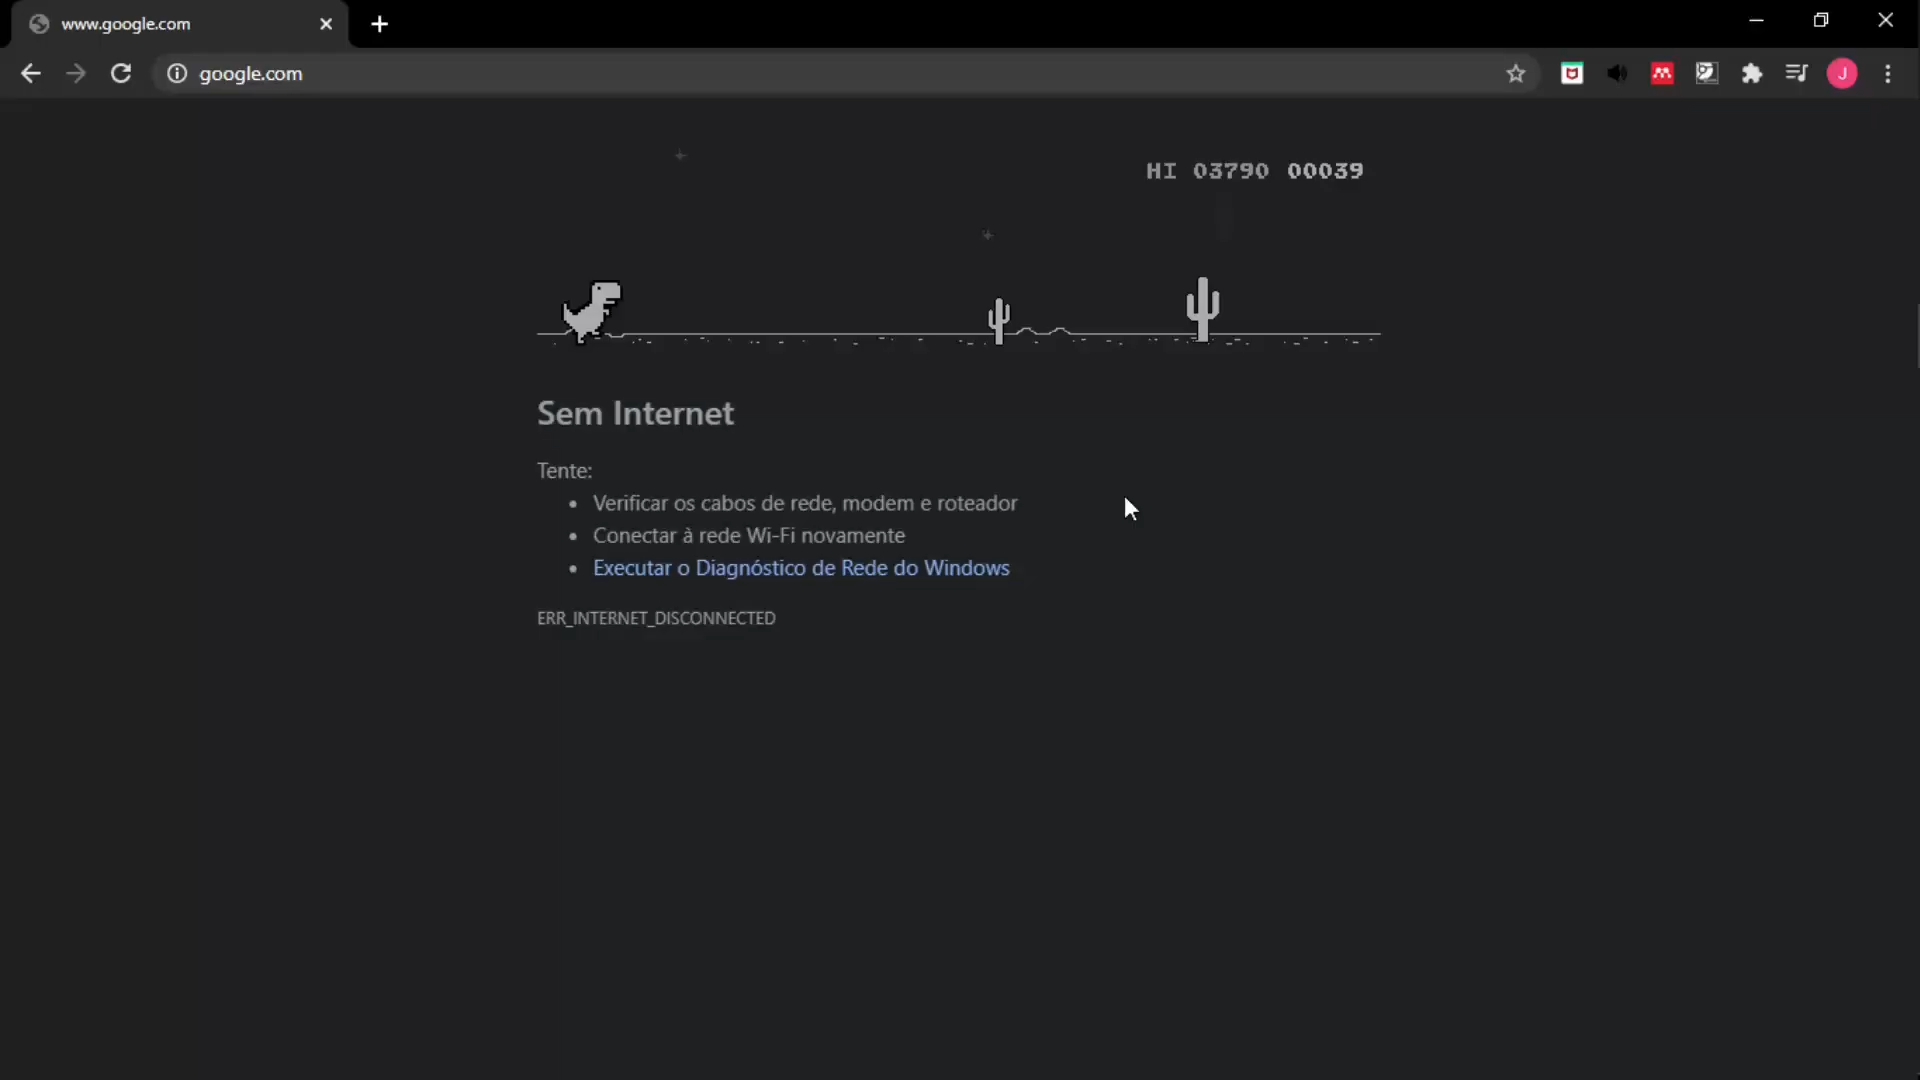 www.google.com
google.com
J
HI 03790 00039
Sem Internet
Tente:
Verificar os cabos de rede, modem e roteador
Conectar à rede Wi-Fi novamente
Executar o Diagnóstico de Rede do Windows
ERR_INTERNET_DISCONNECTED